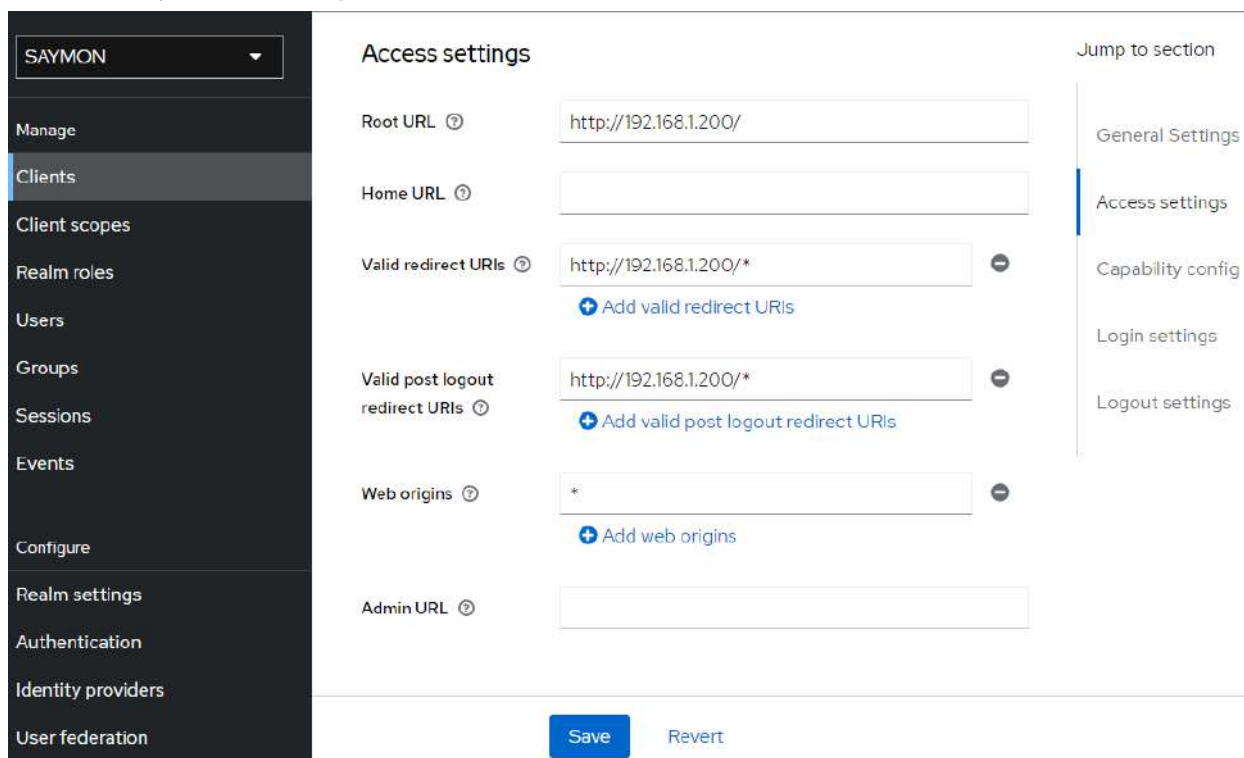 SAYMON
Manage
Clients
Client scopes
Realm roles
Users
Groups
Sessions
Events
Configure
Realm settings
Authentication
Identity providers
User federation
Access settings
Root URL
http://192.168.1.200/
Home URL
Valid redirect URIs
http://192.168.1.200/*
Add valid redirect URIs
Valid post logout
redirect URIs
http://192.168.1.200/*
Add valid post logout redirect URIs
Web origins
*
Add web origins
Admin URL
Save
Revert
Jump to section
General Settings
Access settings
Capability config
Login settings
Logout settings